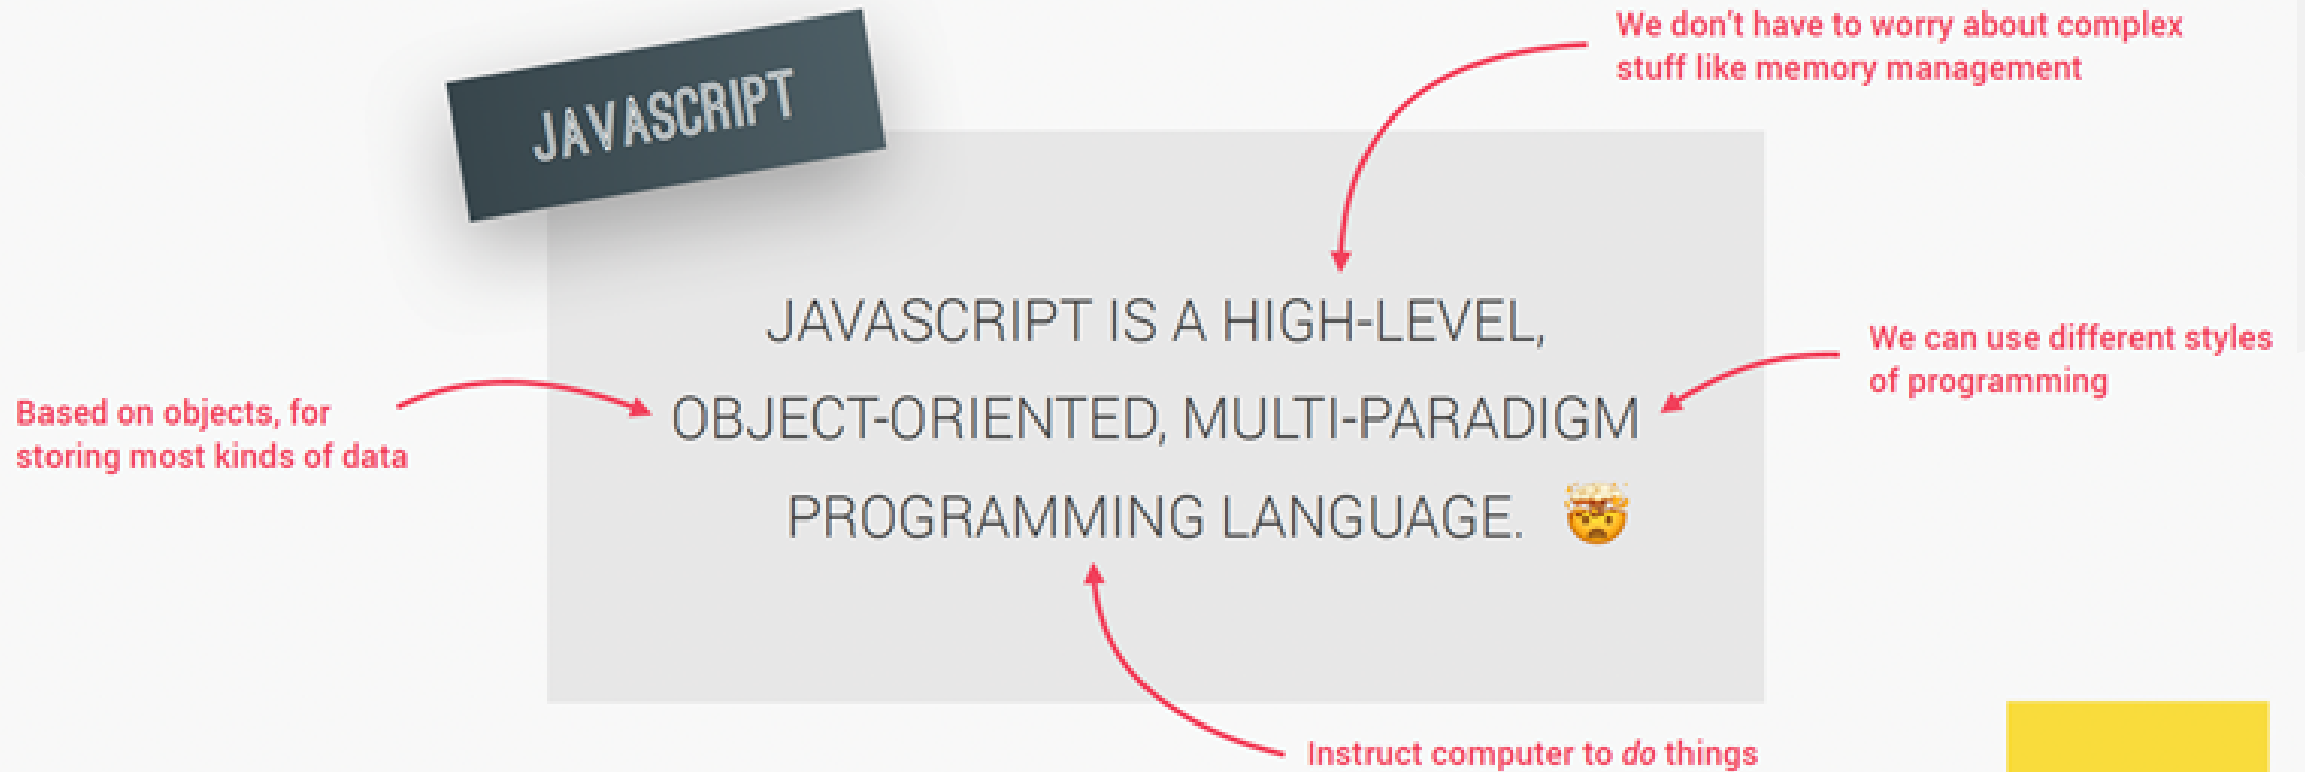 JAVASCRIPT
We don't have to worry about complex
stuff like memory management
JAVASCRIPT IS A HIGH-LEVEL,
OBJECT-ORIENTED, MULTI-PARADIGM
PROGRAMMING LANGUAGE. 🤯
We can use different styles
of programming
Based on objects, for
storing most kinds of data
Instruct computer to do things